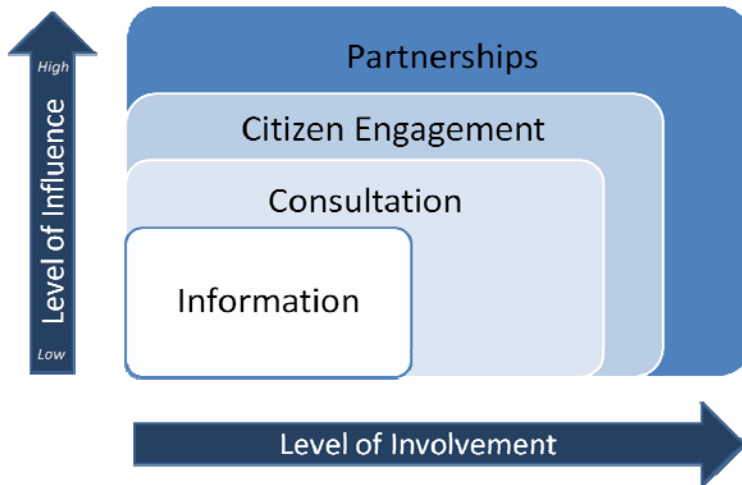 High
Level of Influence
Low
Partnerships
Citizen Engagement
Consultation
Information
Level of Involvement